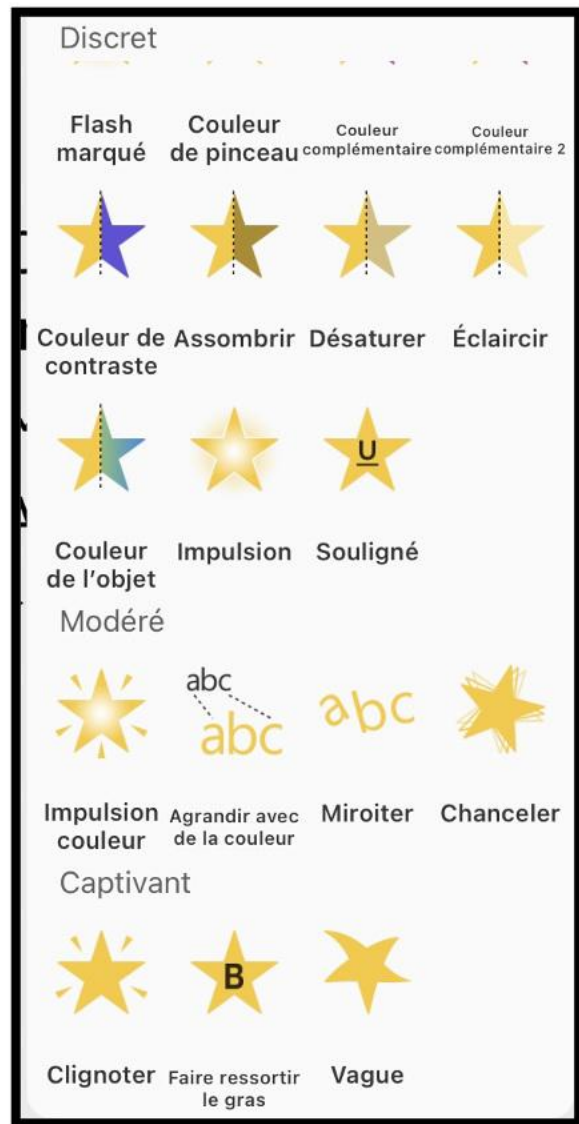 Discret
Flash
marqué
Couleur
de pinceau
Couleur
complémentaire
Couleur
complémentaire 2
Couleur de
contraste
Assombrir
Désaturer
Éclaircir
U
Couleur
de l'objet
Impulsion
Souligné
Modéré
abc
abc
abc
Impulsion
couleur
Agrandir avec
de la couleur
Miroiter
Chanceler
Captivant
B
Clignoter
Faire ressortir
le gras
Vague